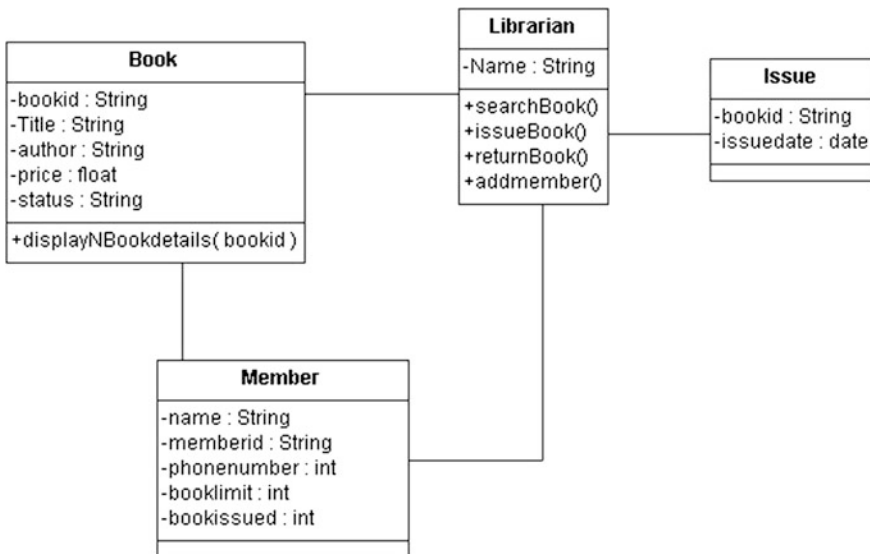 Book
-bookid : String
-Title : String
-author : String
-price : float
-status : String
+displayNBookdetails( bookid )
Librarian
-Name : String
+searchBook()
+issueBook()
+returnBook()
+addmember()
Issue
-bookid : String
-issuedate : date
Member
-name : String
-memberid : String
-phonenumber : int
-booklimit : int
-bookissued : int